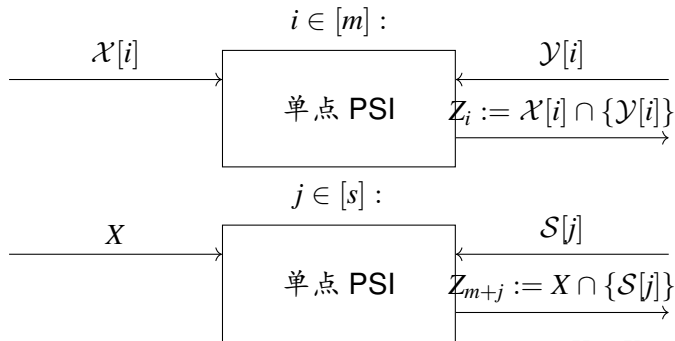 i ∈ [m] :
𝒳[i]
单点 PSI
𝒴[i]
Z_i := 𝒳[i] ∩ {𝒴[i]}
j ∈ [s] :
X
单点 PSI
𝒮[j]
Z_{m+j} := X ∩ {𝒮[j]}